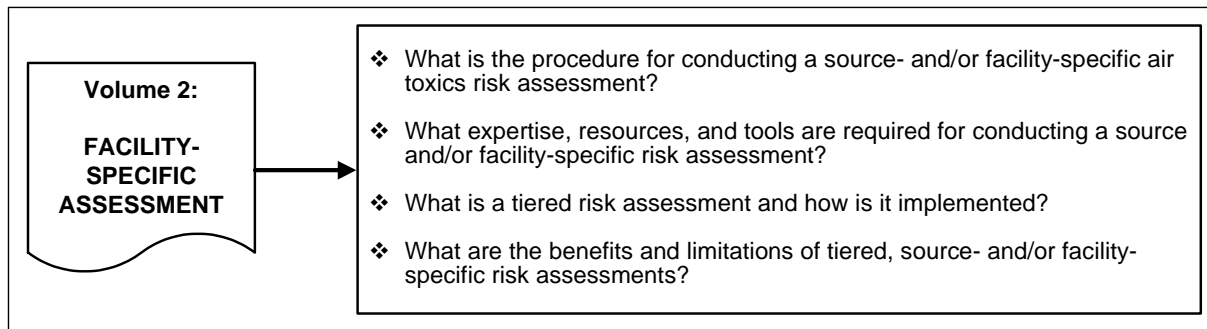 Volume 2:
FACILITY-
SPECIFIC
ASSESSMENT
❖ What is the procedure for conducting a source- and/or facility-specific air
toxics risk assessment?
❖ What expertise, resources, and tools are required for conducting a source
and/or facility-specific risk assessment?
❖ What is a tiered risk assessment and how is it implemented?
❖ What are the benefits and limitations of tiered, source- and/or facility-
specific risk assessments?